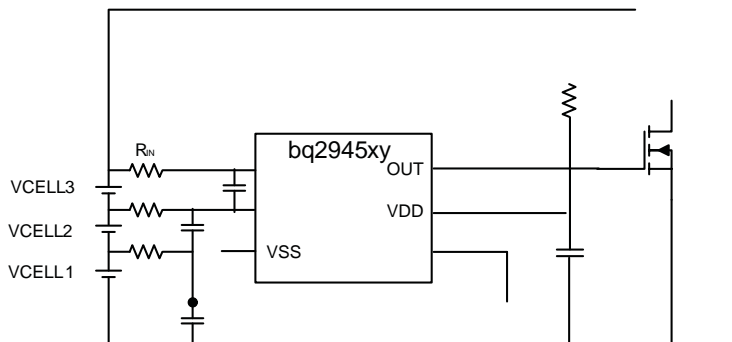 RIN
bq2945xy
OUT
VCELL3
VDD
VCELL2
VSS
VCELL1